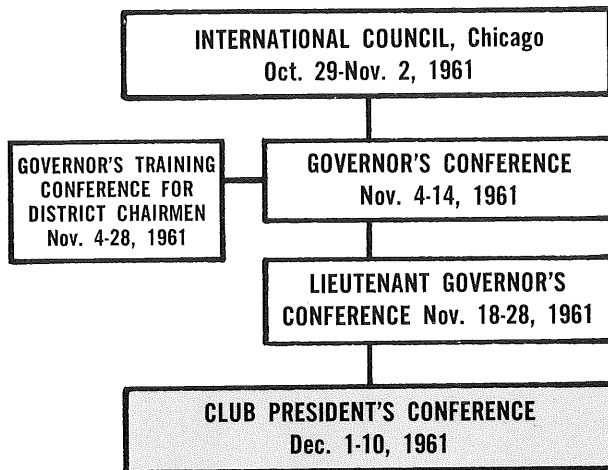 INTERNATIONAL COUNCIL, Chicago
Oct. 29-Nov. 2, 1961
GOVERNOR'S TRAINING
CONFERENCE FOR
DISTRICT CHAIRMEN
Nov. 4-28, 1961
GOVERNOR'S CONFERENCE
Nov. 4-14, 1961
LIEUTENANT GOVERNOR'S
CONFERENCE Nov. 18-28, 1961
CLUB PRESIDENT'S CONFERENCE
Dec. 1-10, 1961